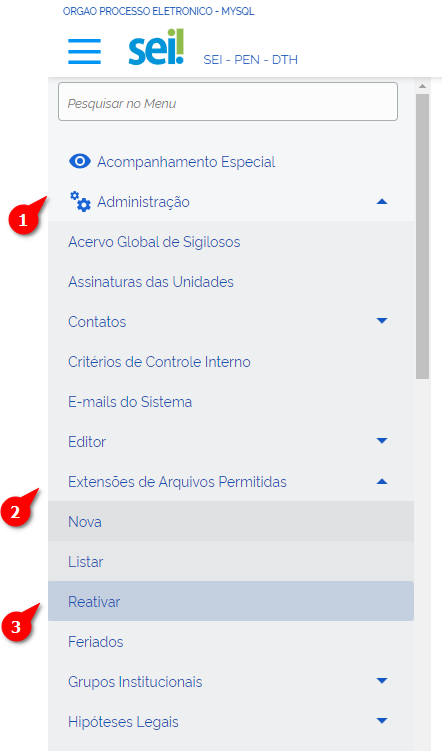 ORGAO PROCESSO ELETRONICO - MYSQL
sei!
SEI - PEN - DTH
Pesquisar no Menu
Acompanhamento Especial
1
Administração
Acervo Global de Sigilosos
Assinaturas das Unidades
Contatos
Critérios de Controle Interno
E-mails do Sistema
Editor
Extensões de Arquivos Permitidas
2
Nova
Listar
Reativar
3
Feriados
Grupos Institucionais
Hipóteses Legais